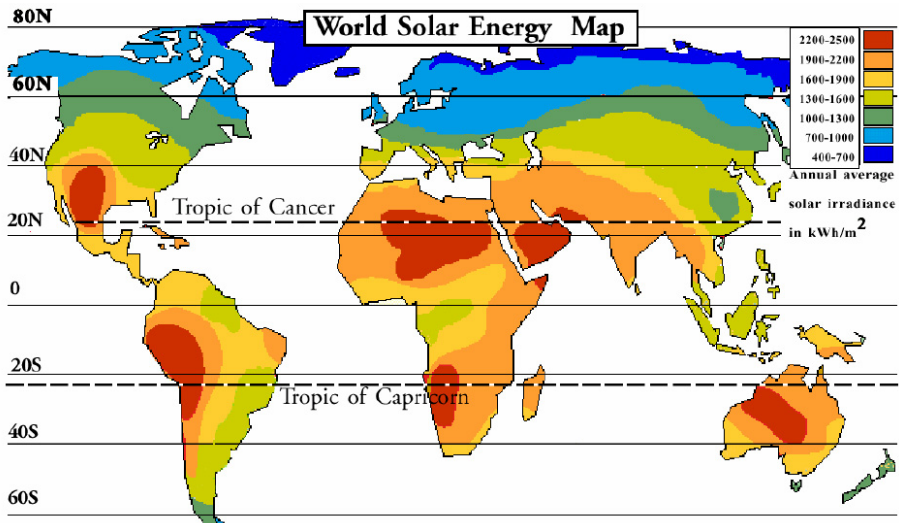 World Solar Energy Map
80N
60N
40N
20N
0
20S
40S
60S
Tropic of Cancer
Tropic of Capricorn
2200-2500
1900-2200
1600-1900
1300-1600
1000-1300
700-1000
400-700
Annual average
solar irradiance
in kWh/m²